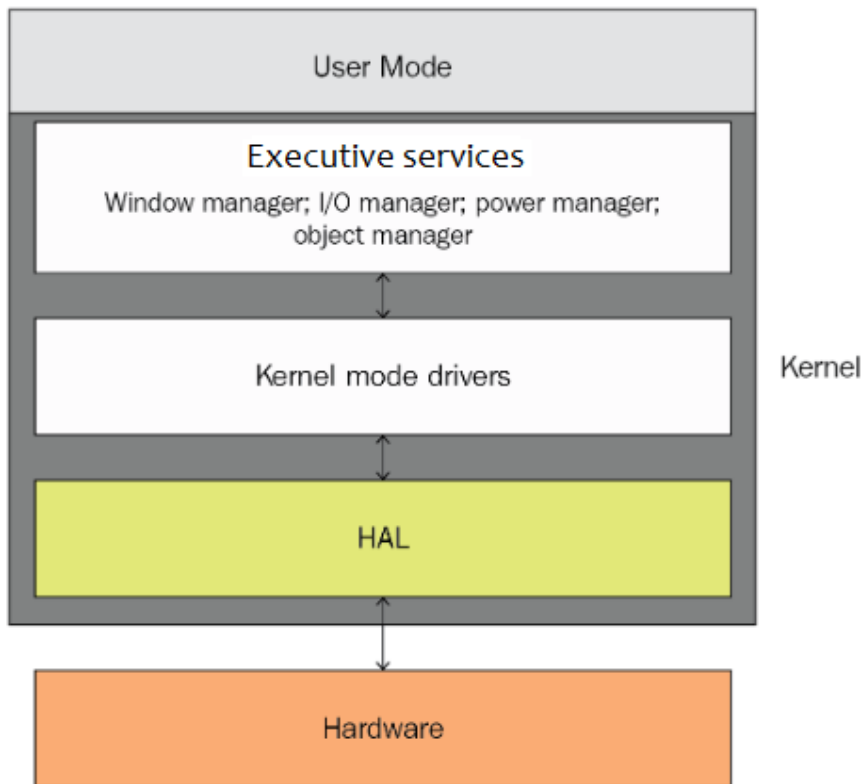 User Mode
Executive services
Window manager; I/O manager; power manager;
object manager
Kernel mode drivers
Kernel
HAL
Hardware